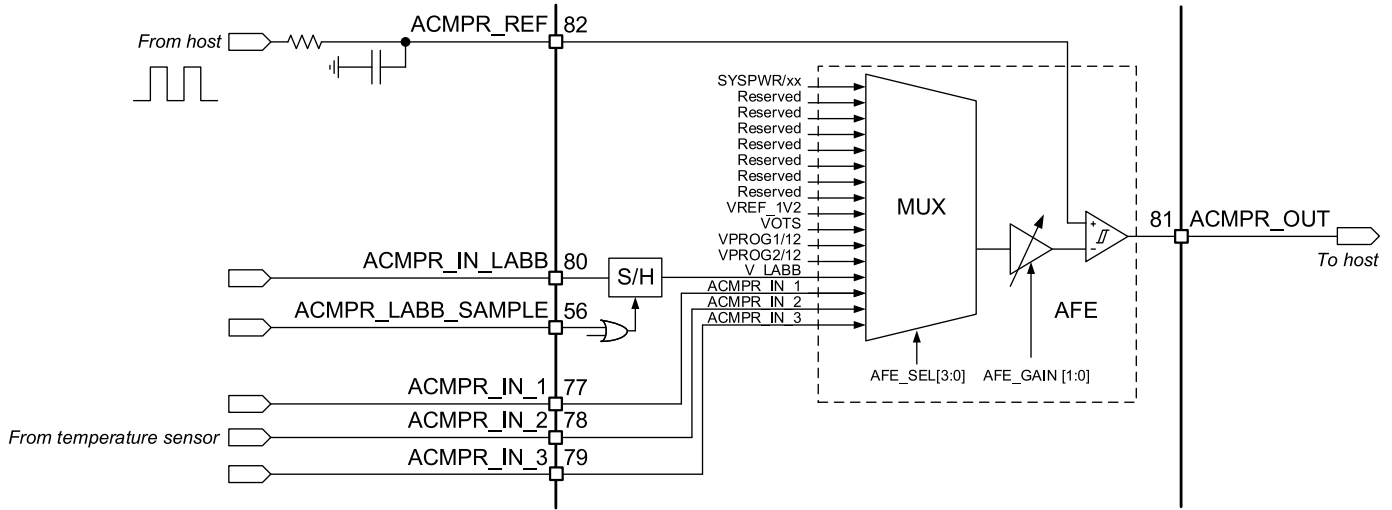 From host
ACMPR_REF
82
SYSPWR/xx
Reserved
Reserved
Reserved
Reserved
Reserved
Reserved
Reserved
VREF_1V2
VOTS
VPROG1/12
VPROG2/12
V_LABB
ACMPR_IN_1
ACMPR_IN_2
ACMPR_IN_3
MUX
+
−
AFE
AFE_SEL[3:0]
AFE_GAIN [1:0]
81
ACMPR_OUT
To host
ACMPR_IN_LABB
80
S/H
ACMPR_LABB_SAMPLE
56
ACMPR_IN_1
77
From temperature sensor
ACMPR_IN_2
78
ACMPR_IN_3
79